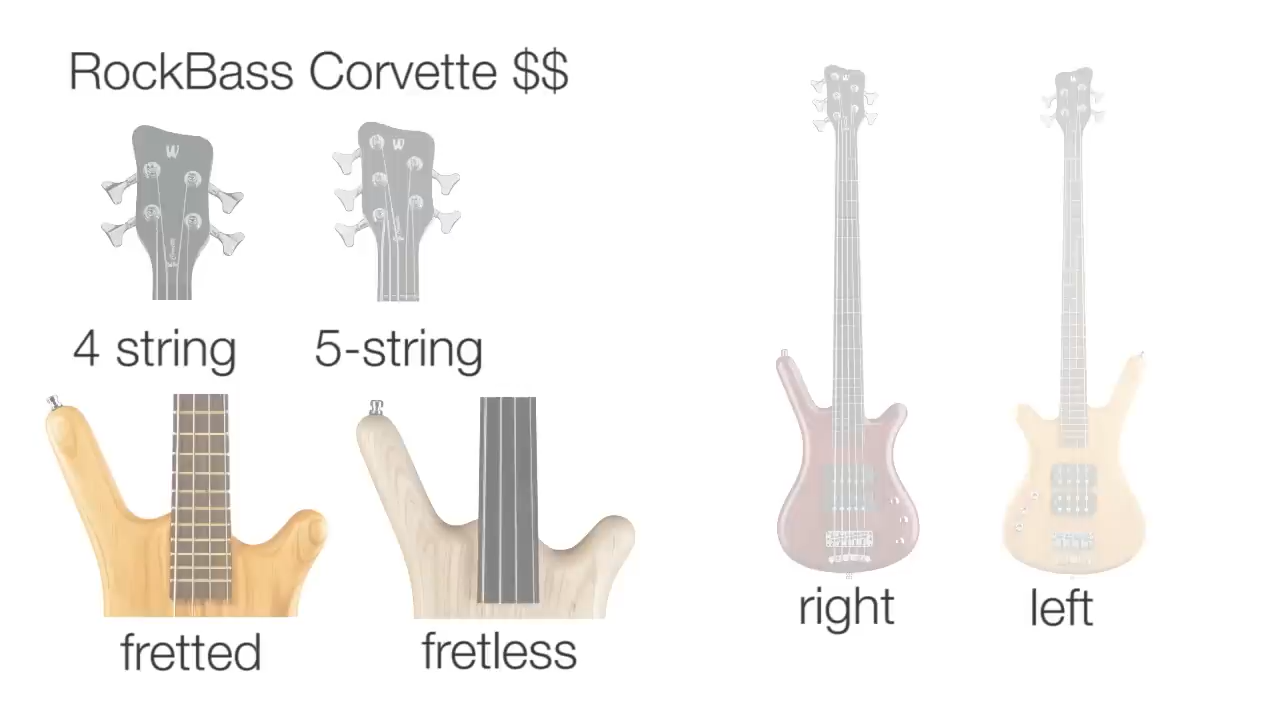 RockBass Corvette $$
4 string
5-string
fretted
fretless
right
left